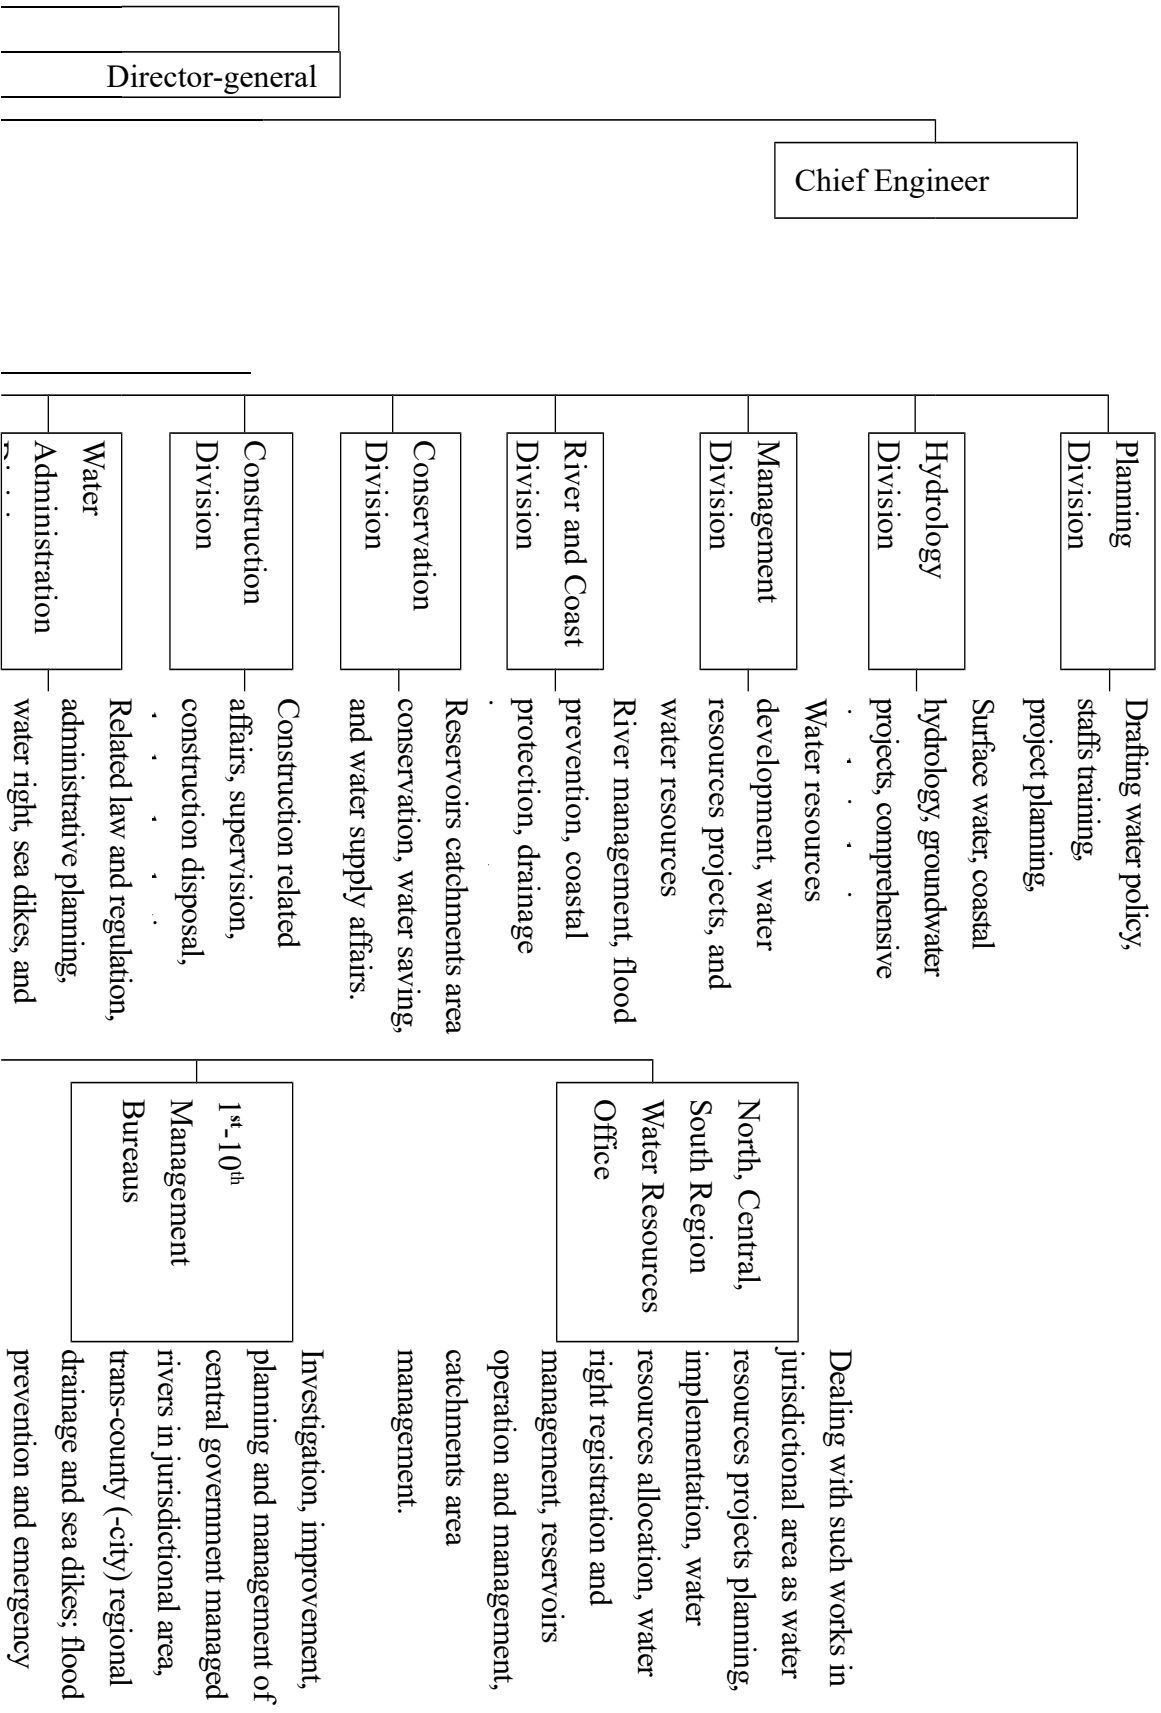 Director-general
Chief Engineer
Planning
Division
Drafting water policy,
staffs training,
project planning,
Hydrology
Division
Surface water, coastal
hydrology, groundwater
projects, comprehensive
Management
Division
Water resources
development, water
resources projects, and
water resources
River and Coast
Division
River management, flood
prevention, coastal
protection, drainage
Conservation
Division
Reservoirs catchments area
conservation, water saving,
and water supply affairs.
Construction
Division
Construction related
affairs, supervision,
construction disposal,
Water
Administration
Related law and regulation,
administrative planning,
water right, sea dikes, and
North, Central,
South Region
Water Resources
Office
Dealing with such works in
jurisdictional area as water
resources projects planning,
implementation, water
resources allocation, water
right registration and
management, reservoirs
operation and management,
catchments area
management.
1st-10th
Management
Bureaus
Investigation, improvement,
planning and management of
central government managed
rivers in jurisdictional area,
trans-county (-city) regional
drainage and sea dikes; flood
prevention and emergency